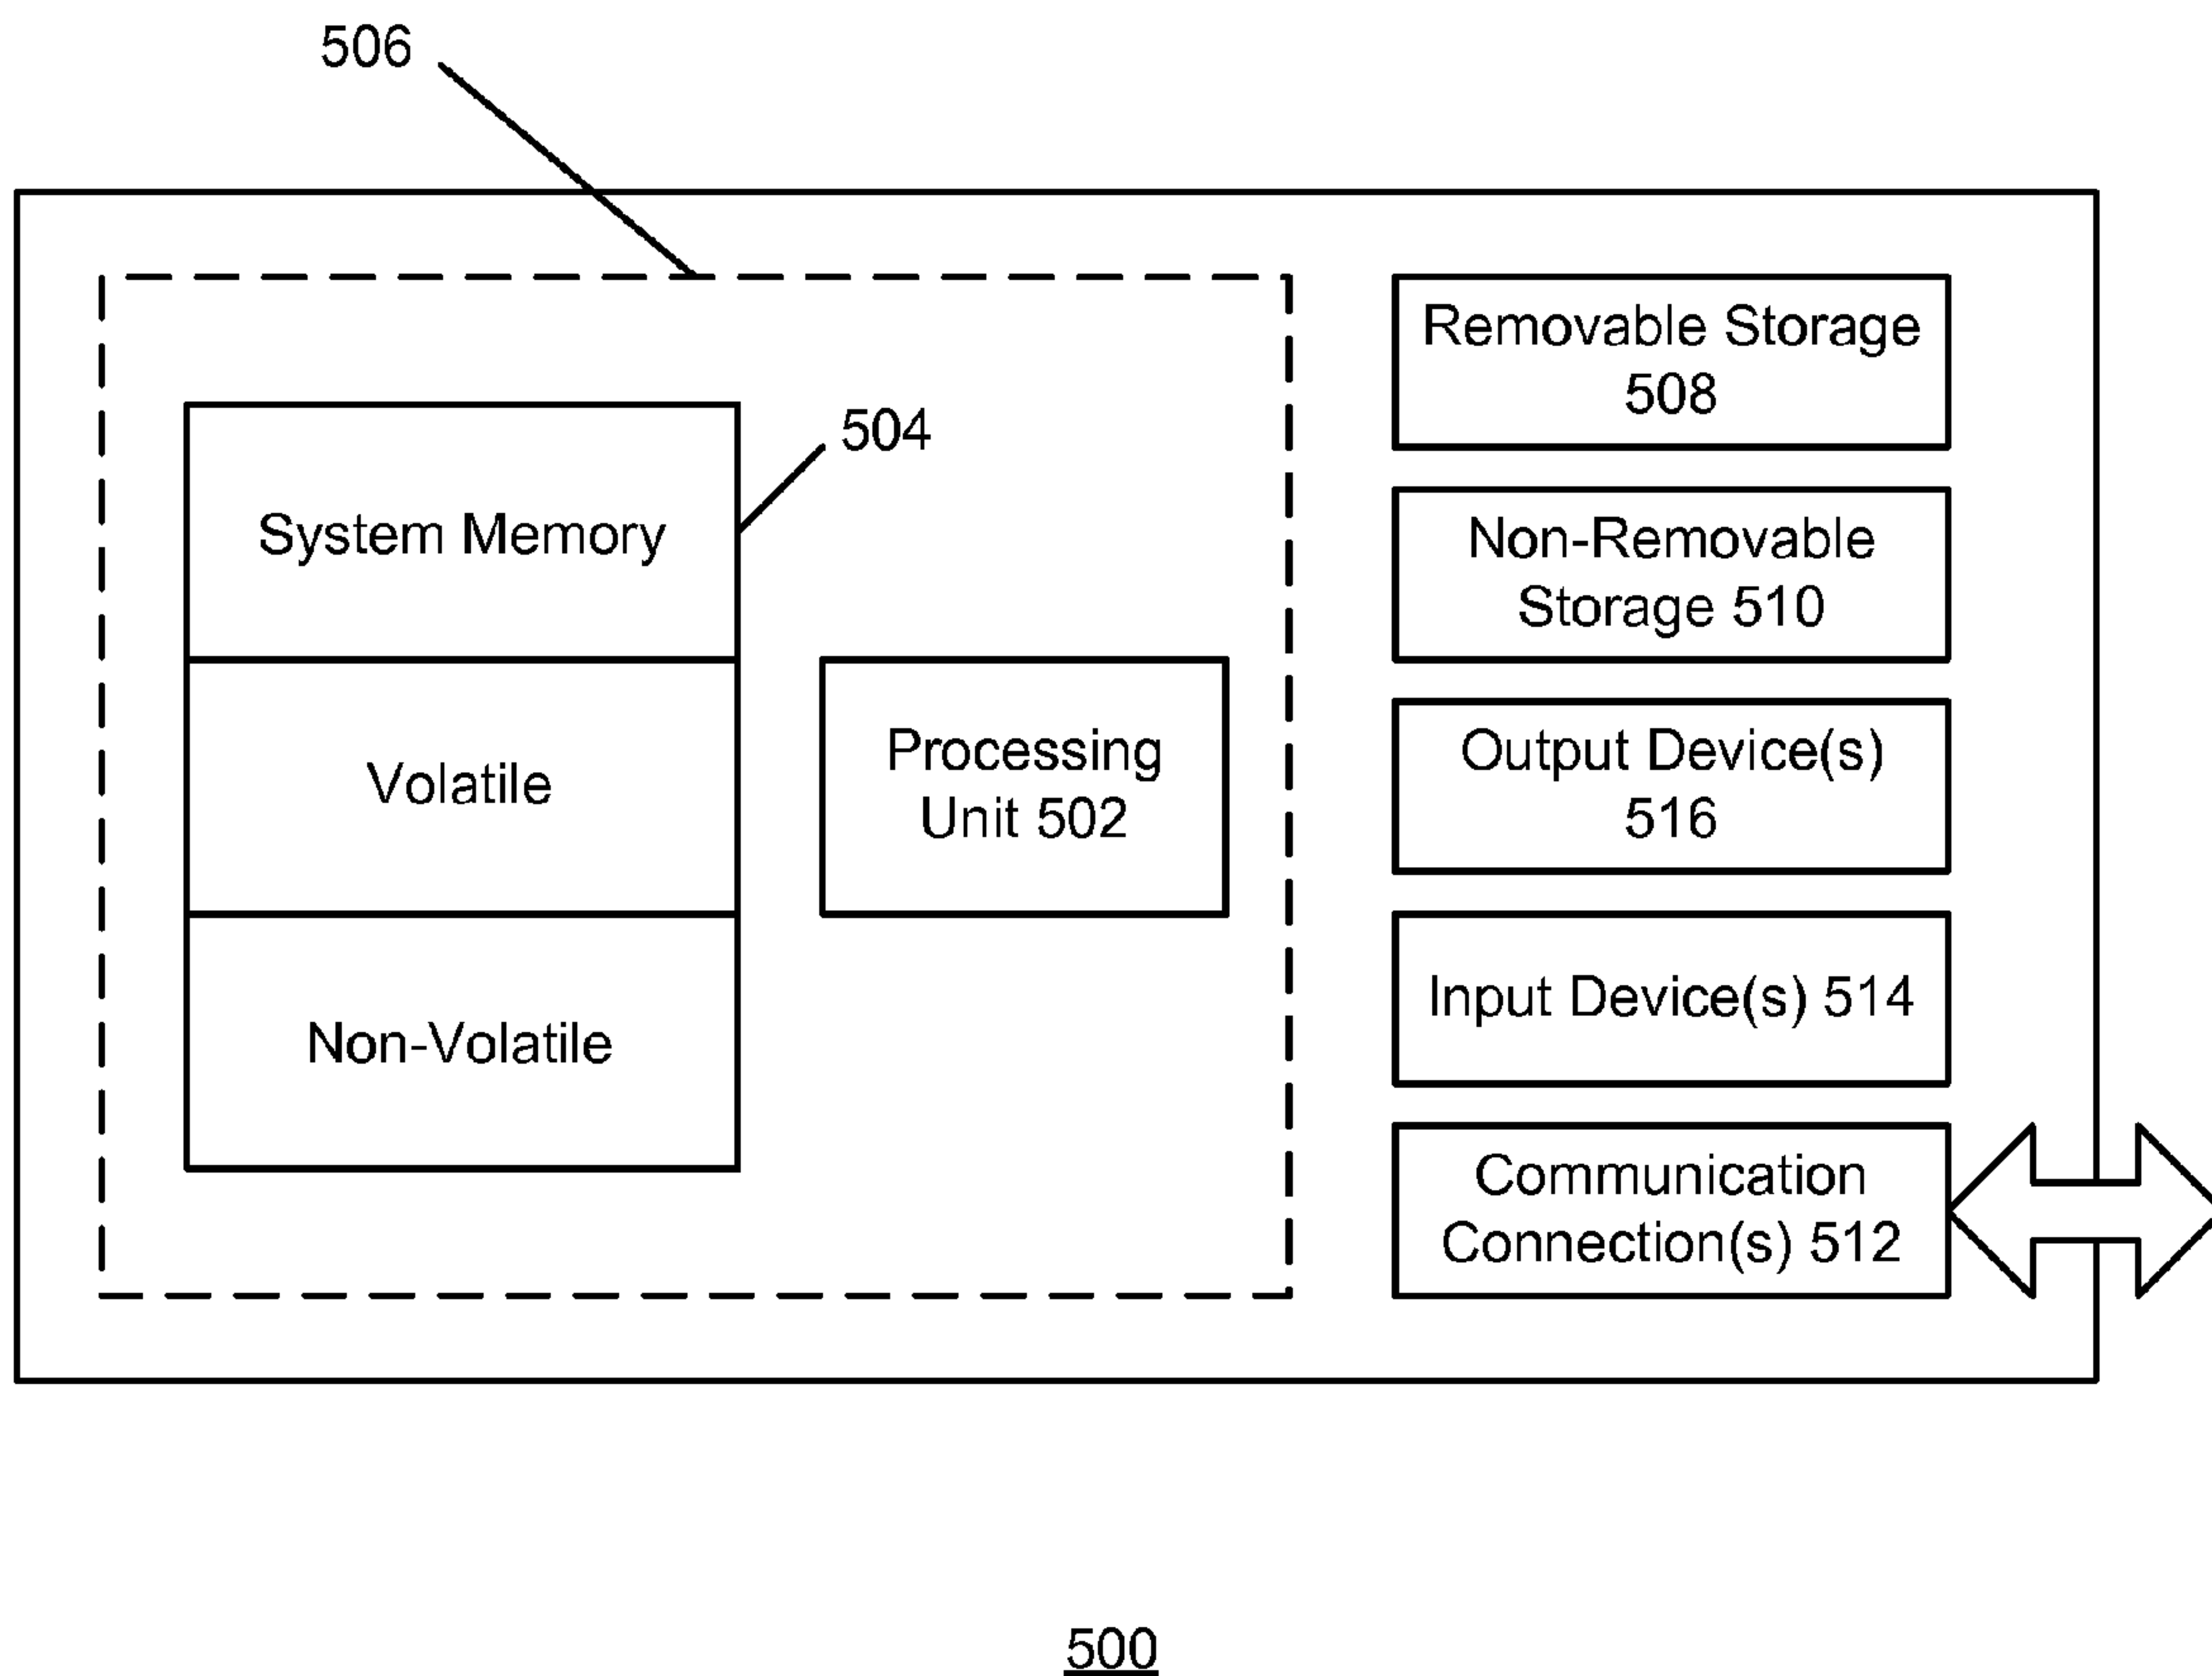 506
504
System Memory
Volatile
Non-Volatile
Processing
Unit 502
Removable Storage
508
Non-Removable
Storage 510
Output Device(s)
516
Input Device(s) 514
Communication
Connection(s) 512
500